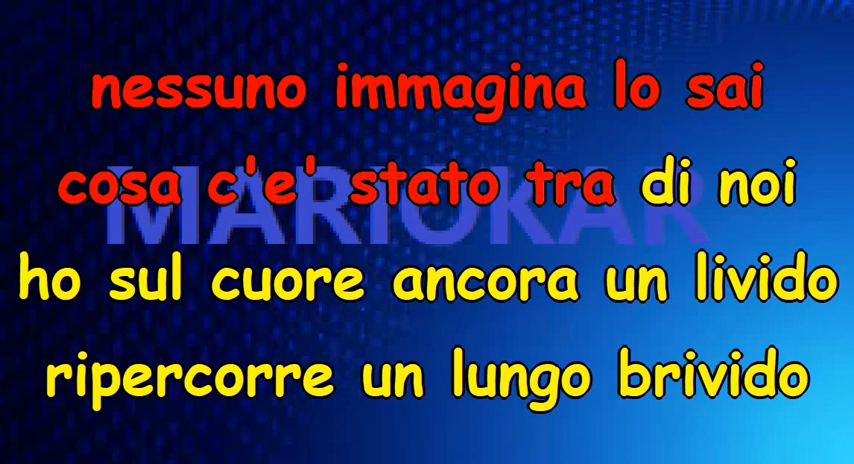 nessuno immagina lo sai
cosa c'e' stato tra di noi
MARIOKAR
ho sul cuore ancora un livido
ripercorre un lungo brivido